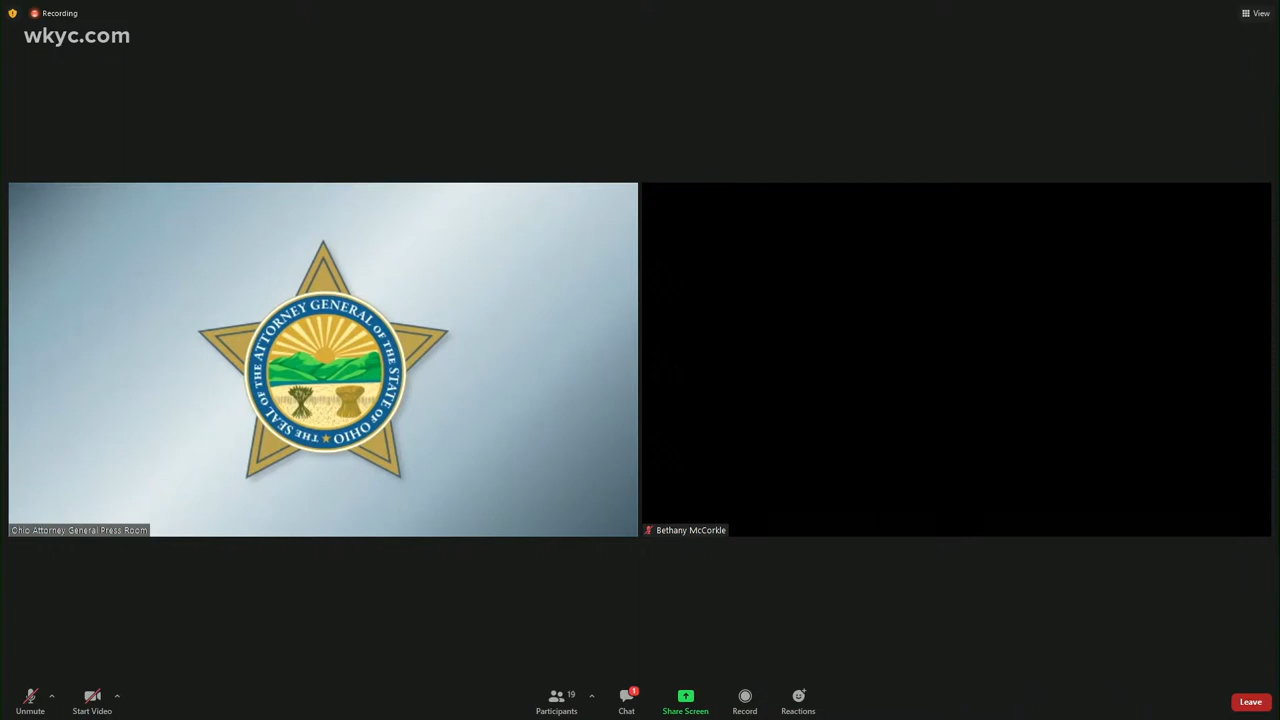 Recording
View
wkyc.com
THE SEAL OF THE ATTORNEY GENERAL OF THE STATE OF OHIO
Ohio Attorney General Press Room
Bethany McCorkle
Unmute
Start Video
19
Participants
1
Chat
Share Screen
Record
Reactions
Leave